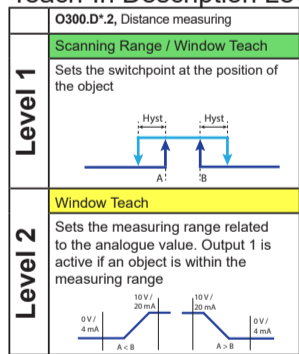 O300.D*.2, Distance measuring
Level 1
Scanning Range / Window Teach
Sets the switchpoint at the position of
the object
Hyst. Hyst.
A B
Level 2
Window Teach
Sets the measuring range related
to the analogue value. Output 1 is
active if an object is within the
measuring range
10 V / 10 V /
20 mA 20 mA
0 V / 0 V /
4 mA 4 mA
A < B A > B